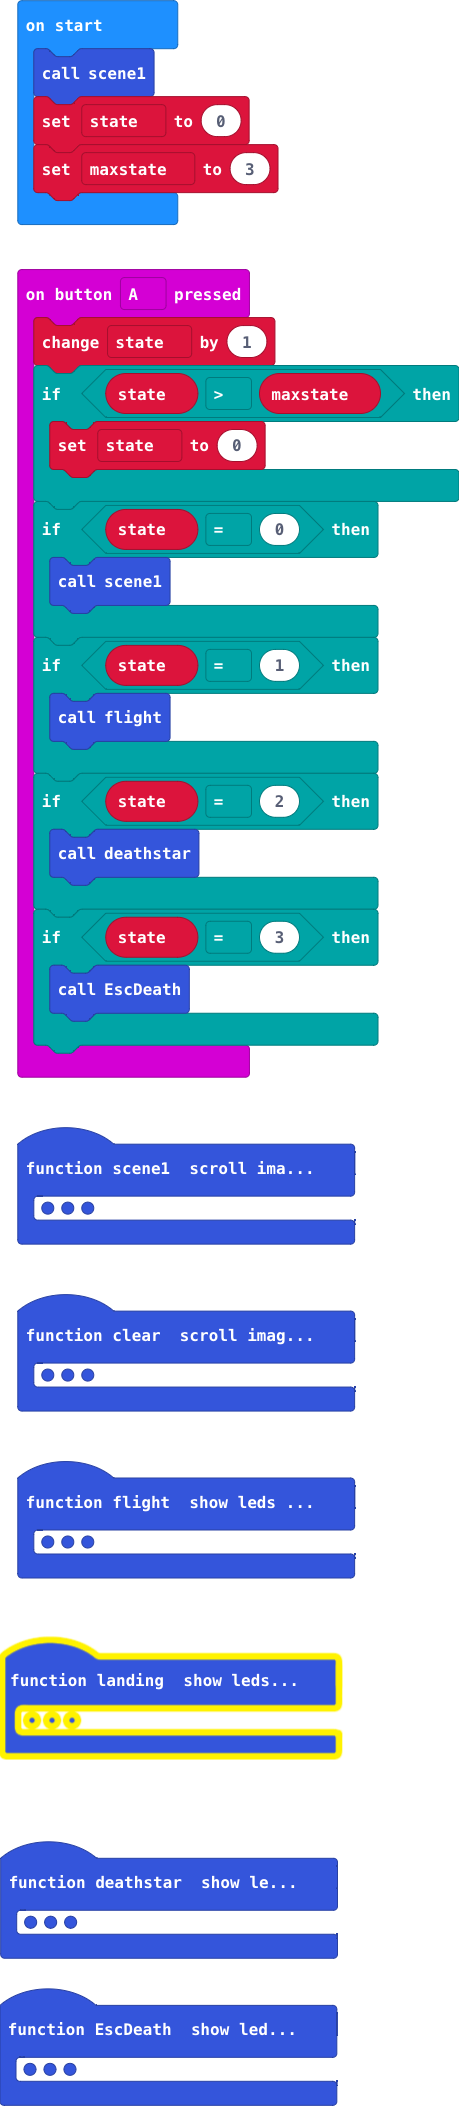 on start
call scene1
set state to 0
set maxstate to 3
on button A pressed
change state by 1
if state > maxstate then
set state to 0
if state = 0 then
call scene1
if state = 1 then
call flight
if state = 2 then
call deathstar
if state = 3 then
call EscDeath
function scene1 scroll ima...
function clear scroll imag...
function flight show leds ...
function landing show leds...
function deathstar show le...
function EscDeath show led...